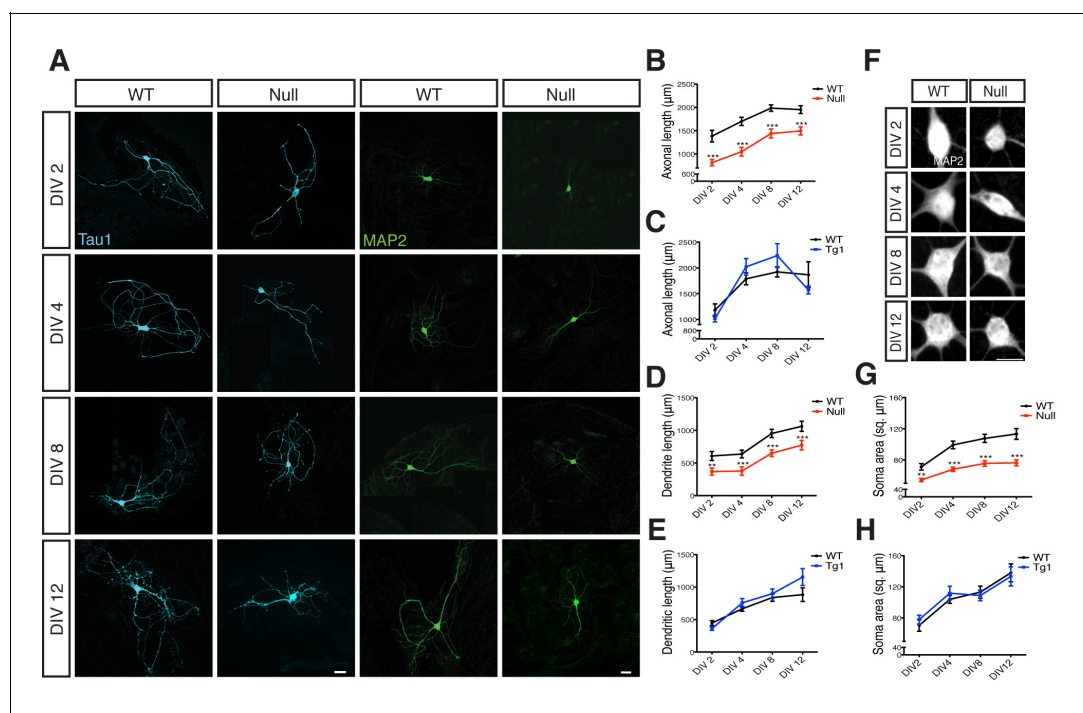 A
WT
Null
WT
Null
DIV 2
Tau1
MAP2
DIV 4
DIV 8
DIV 12
B
2500
2000
1500
1000
600
0
Axonal length (µm)
WT
Null
***
***
***
***
DIV 2
DIV 4
DIV 8
DIV 12
C
2500
2000
1500
1000
800
0
Axonal length (µm)
WT
Tg1
DIV 2
DIV 4
DIV 8
DIV 12
D
1500
1000
500
0
Dendrite length (µm)
WT
Null
**
***
***
***
DIV 2
DIV 4
DIV 8
DIV 12
E
1500
1000
500
0
Dendritic length (µm)
WT
Tg1
DIV 2
DIV 4
DIV 8
DIV 12
F
WT
Null
DIV 2
MAP2
DIV 4
DIV 8
DIV 12
G
160
120
80
40
0
Soma area (sq. µm)
WT
Null
**
***
***
***
DIV2
DIV4
DIV8
DIV12
H
160
120
80
40
0
Soma area (sq. µm)
WT
Tg1
DIV2
DIV4
DIV8
DIV12